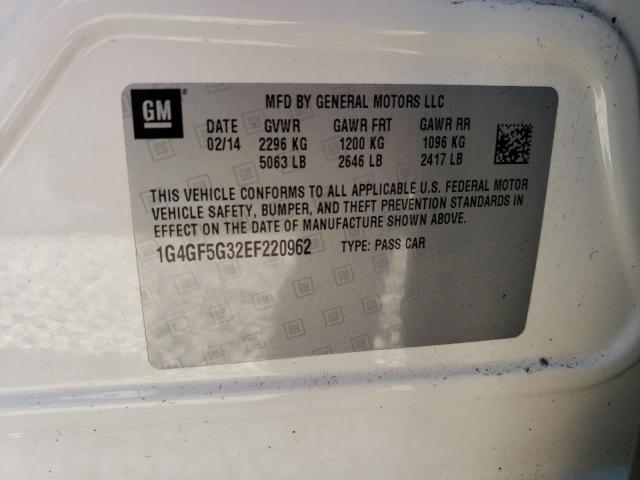 GM
MFD BY GENERAL MOTORS LLC
DATE GVWR GAWR FRT GAWR RR
02/14 2296 KG 1200 KG 1096 KG
5063 LB 2646 LB 2417 LB
THIS VEHICLE CONFORMS TO ALL APPLICABLE U.S. FEDERAL MOTOR
VEHICLE SAFETY, BUMPER, AND THEFT PREVENTION STANDARDS IN
EFFECT ON THE DATE OF MANUFACTURE SHOWN ABOVE.
1G4GF5G32EF220962 TYPE: PASS CAR